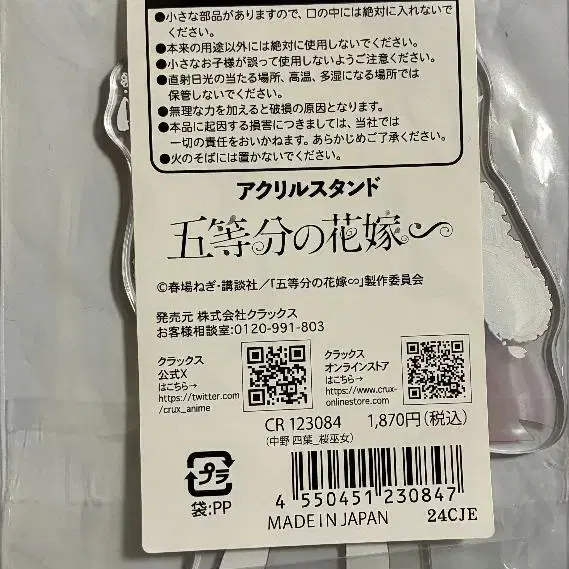 ●小さな部品がありますので、口の中には絶対に入れないで
ください。
●本来の用途以外には絶対に使用しないでください。
●小さなお子様が誤って使用しないようご注意ください。
●直射日光の当たる場所、高温、多湿になる場所では
保管しないでください。
●無理な力を加えると破損の原因となります。
●本品に起因する損害につきましては、当社では
一切の責任をおいかねます。あらかじめご了承ください。
●火のそばには置かないでください。
アクリルスタンド
五等分の花嫁∽
©春場ねぎ・講談社／「五等分の花嫁∽」製作委員会
発売元 株式会社クラックス
お客様相談室:0120-991-803
クラックス
公式X
はこちら→
https://twitter.com
/crux_anime
クラックス
オンラインストア
はこちら→
https://www.crux-
onlinestore.com
CR 123084 1,870円(税込)
(中野 四葉_桜巫女)
プラ
袋:PP
4 550451 230847
MADE IN JAPAN 24CJE